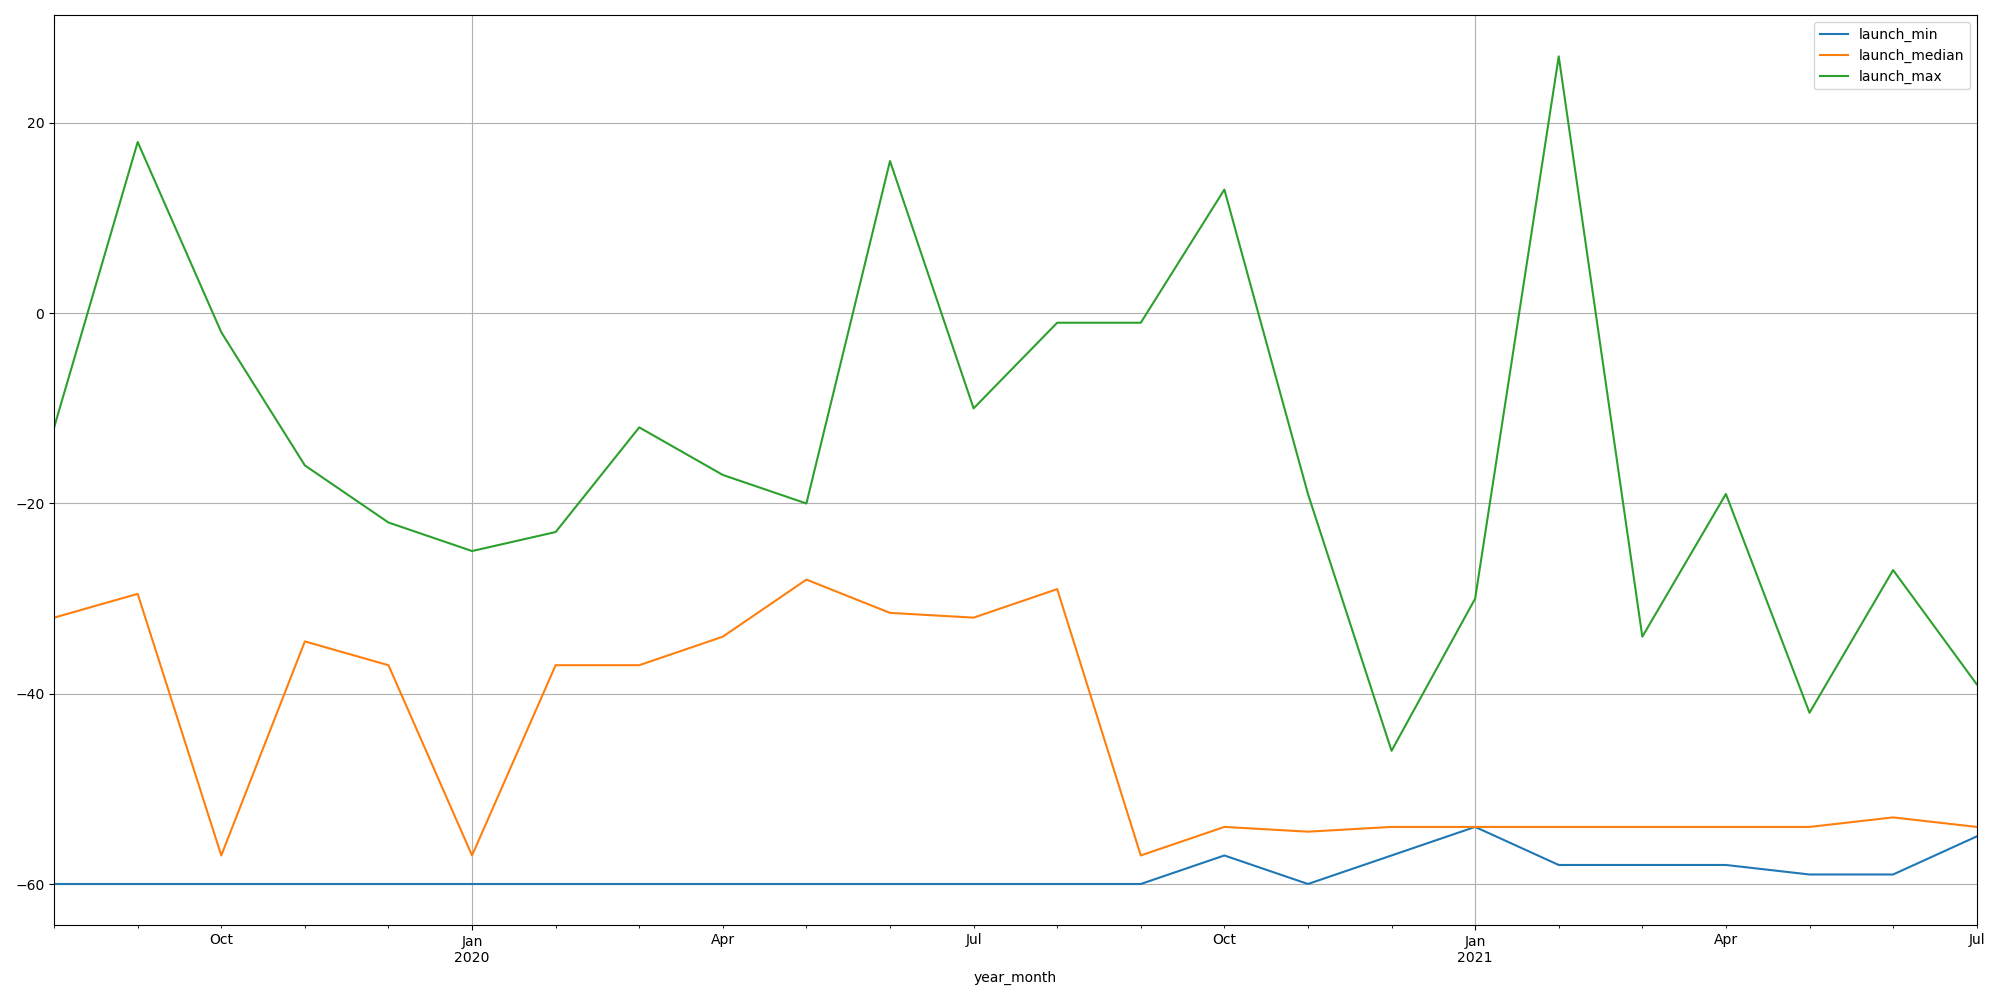 launch_min
launch_median
launch_max
20
0
−20
−40
−60
Oct
Jan
2020
Apr
Jul
Oct
Jan
2021
Apr
Jul
year_month